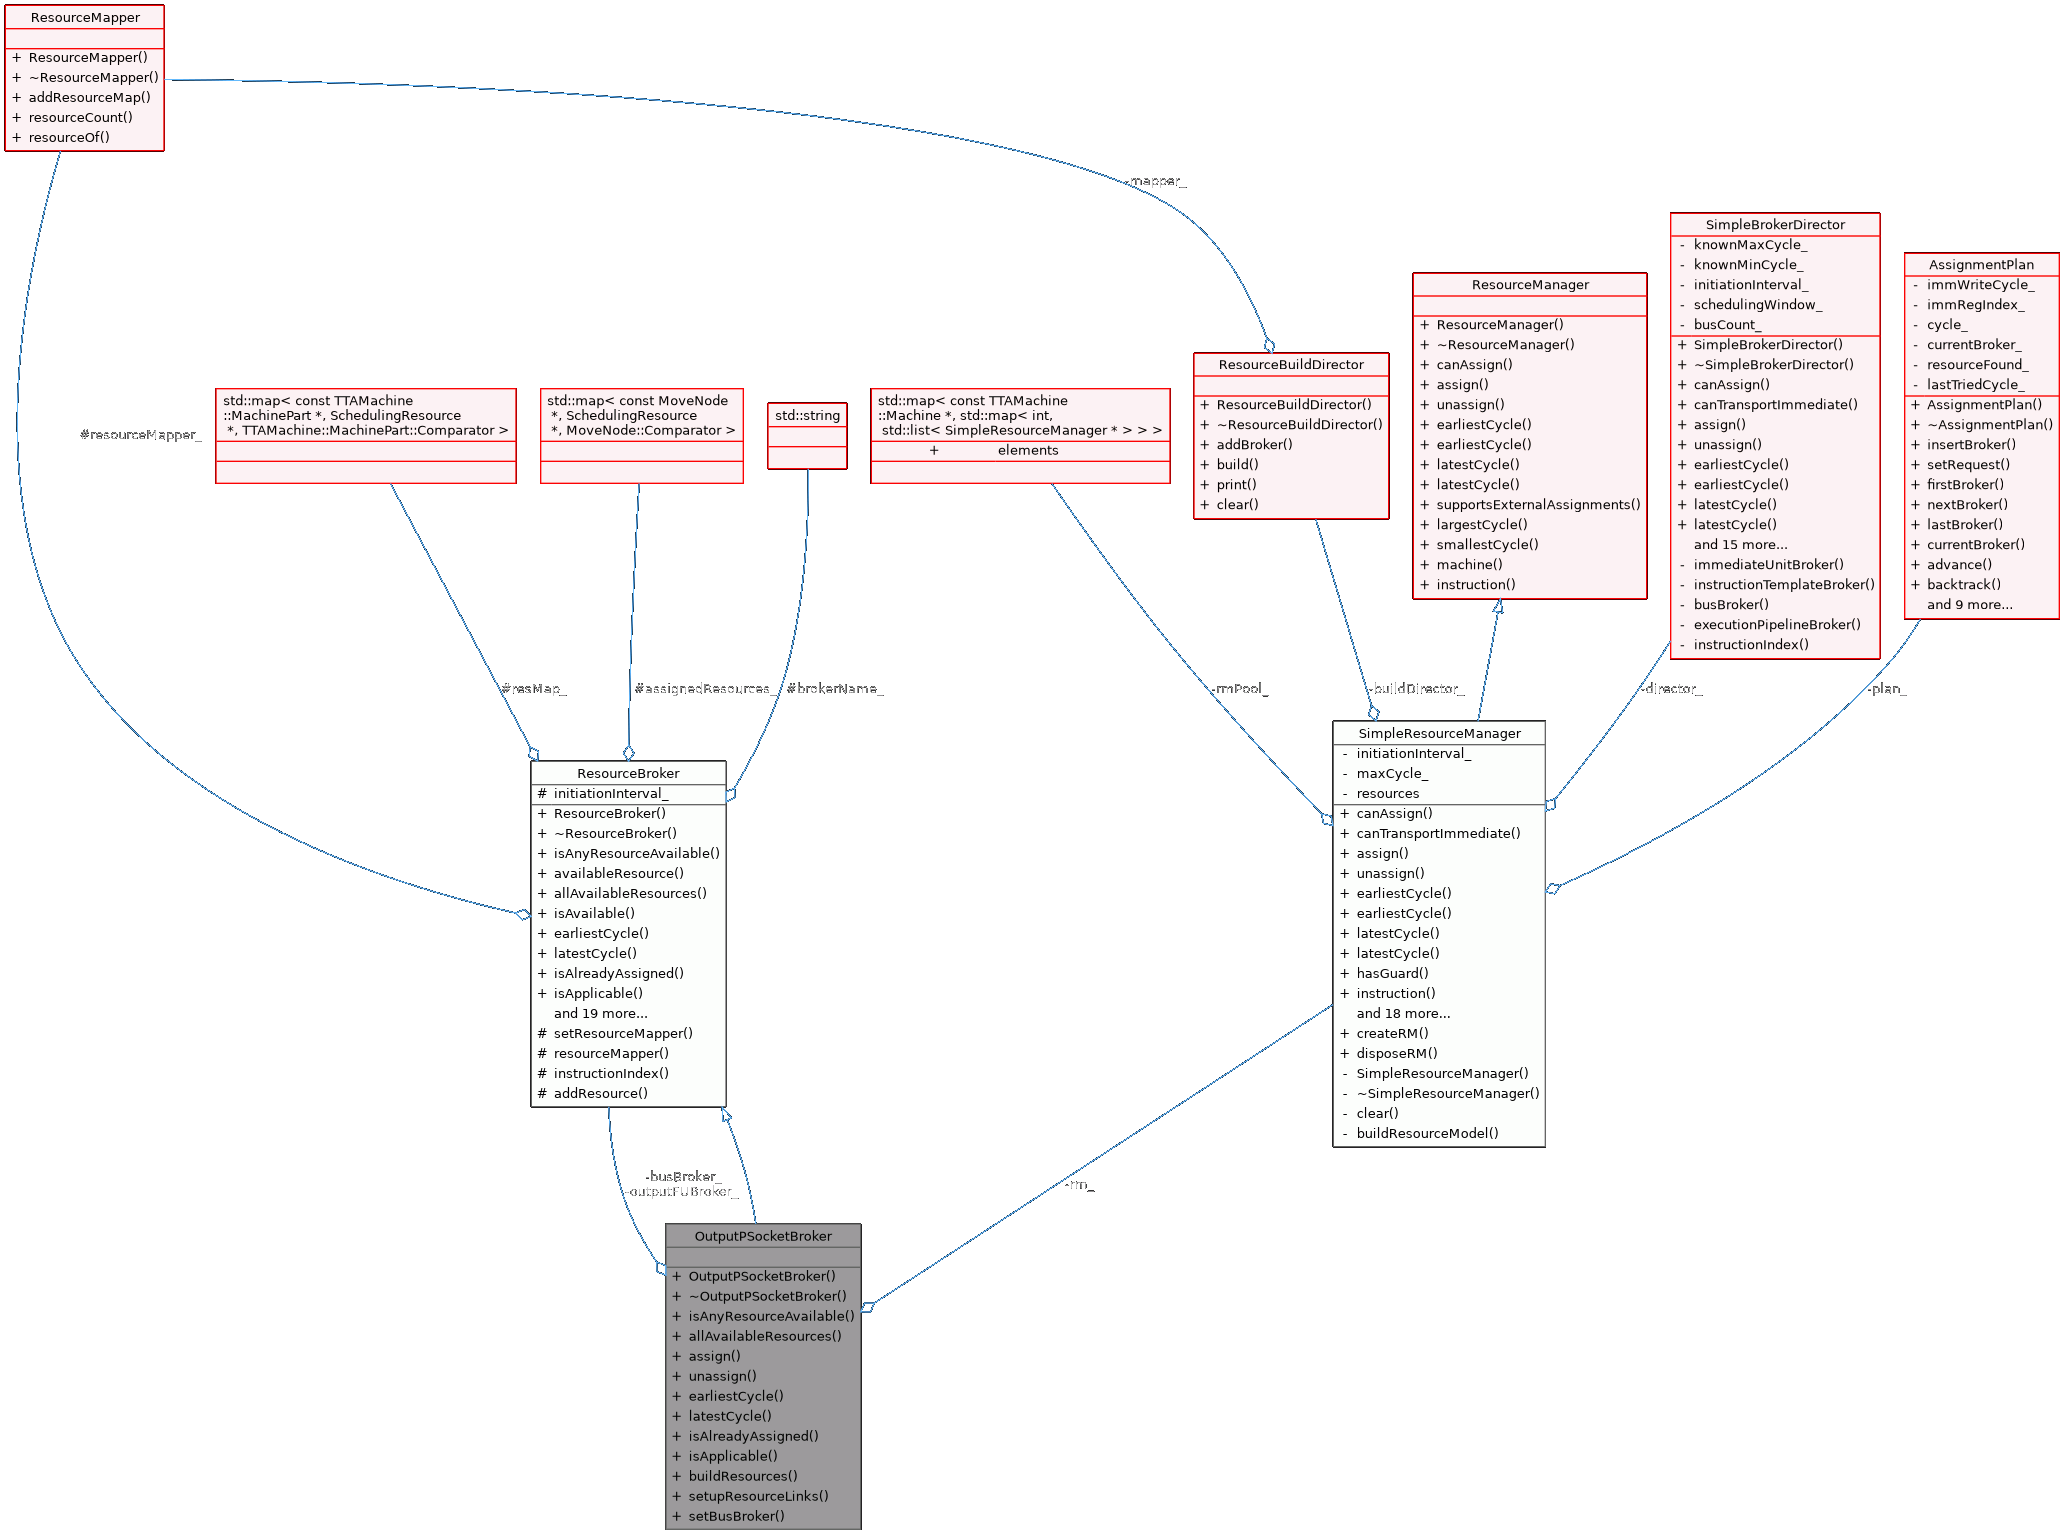 ResourceMapper
+ ResourceMapper()
+ ~ResourceMapper()
+ addResourceMap()
+ resourceCount()
+ resourceOf()
-mapper_
#resourceMapper_
std::map< const TTAMachine
::MachinePart *, SchedulingResource
*, TTAMachine::MachinePart::Comparator >
std::map< const MoveNode
*, SchedulingResource
*, MoveNode::Comparator >
std::string
std::map< const TTAMachine
::Machine *, std::map< int,
std::list< SimpleResourceManager * > > >
+ elements
ResourceBuildDirector
+ ResourceBuildDirector()
+ ~ResourceBuildDirector()
+ addBroker()
+ build()
+ print()
+ clear()
ResourceManager
+ ResourceManager()
+ ~ResourceManager()
+ canAssign()
+ assign()
+ unassign()
+ earliestCycle()
+ earliestCycle()
+ latestCycle()
+ latestCycle()
+ supportsExternalAssignments()
+ largestCycle()
+ smallestCycle()
+ machine()
+ instruction()
SimpleBrokerDirector
- knownMaxCycle_
- knownMinCycle_
- initiationInterval_
- schedulingWindow_
- busCount_
+ SimpleBrokerDirector()
+ ~SimpleBrokerDirector()
+ canAssign()
+ canTransportImmediate()
+ assign()
+ unassign()
+ earliestCycle()
+ earliestCycle()
+ latestCycle()
+ latestCycle()
and 15 more...
- immediateUnitBroker()
- instructionTemplateBroker()
- busBroker()
- executionPipelineBroker()
- instructionIndex()
AssignmentPlan
- immWriteCycle_
- immRegIndex_
- cycle_
- currentBroker_
- resourceFound_
- lastTriedCycle_
+ AssignmentPlan()
+ ~AssignmentPlan()
+ insertBroker()
+ setRequest()
+ firstBroker()
+ nextBroker()
+ lastBroker()
+ currentBroker()
+ advance()
+ backtrack()
and 9 more...
#resMap_
#assignedResources_
#brokerName_
-rmPool_
-buildDirector_
-director_
-plan_
ResourceBroker
# initiationInterval_
+ ResourceBroker()
+ ~ResourceBroker()
+ isAnyResourceAvailable()
+ availableResource()
+ allAvailableResources()
+ isAvailable()
+ earliestCycle()
+ latestCycle()
+ isAlreadyAssigned()
+ isApplicable()
and 19 more...
# setResourceMapper()
# resourceMapper()
# instructionIndex()
# addResource()
SimpleResourceManager
- initiationInterval_
- maxCycle_
- resources
+ canAssign()
+ canTransportImmediate()
+ assign()
+ unassign()
+ earliestCycle()
+ earliestCycle()
+ latestCycle()
+ latestCycle()
+ hasGuard()
+ instruction()
and 18 more...
+ createRM()
+ disposeRM()
- SimpleResourceManager()
- ~SimpleResourceManager()
- clear()
- buildResourceModel()
-busBroker_
-outputFUBroker_
-rm_
OutputPSocketBroker
+ OutputPSocketBroker()
+ ~OutputPSocketBroker()
+ isAnyResourceAvailable()
+ allAvailableResources()
+ assign()
+ unassign()
+ earliestCycle()
+ latestCycle()
+ isAlreadyAssigned()
+ isApplicable()
+ buildResources()
+ setupResourceLinks()
+ setBusBroker()